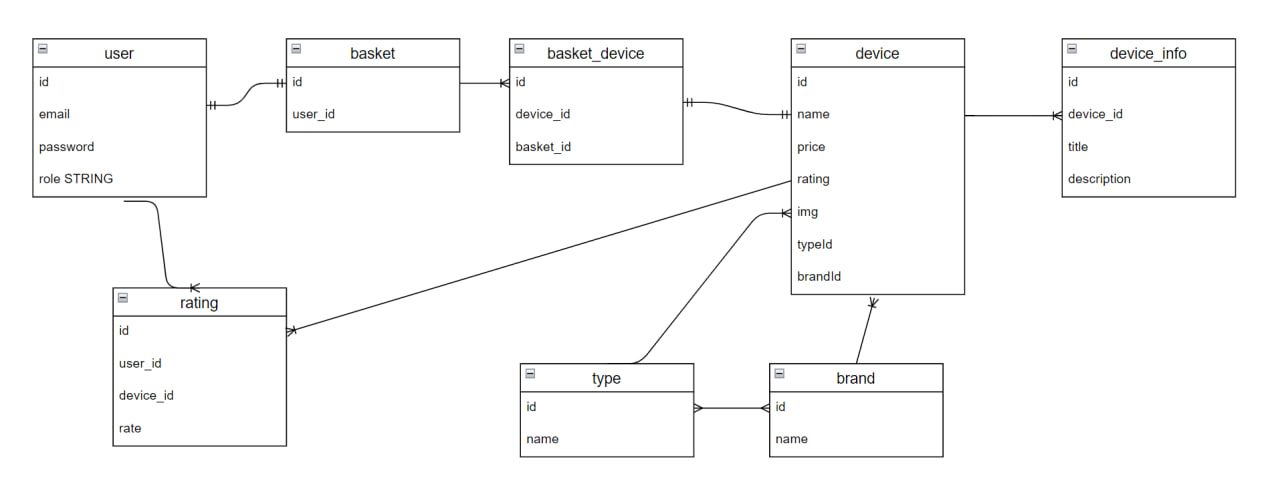 user
id
email
password
role STRING
basket
id
user_id
basket_device
id
device_id
basket_id
device
id
name
price
rating
img
typeId
brandId
device_info
id
device_id
title
description
rating
id
user_id
device_id
rate
type
id
name
brand
id
name